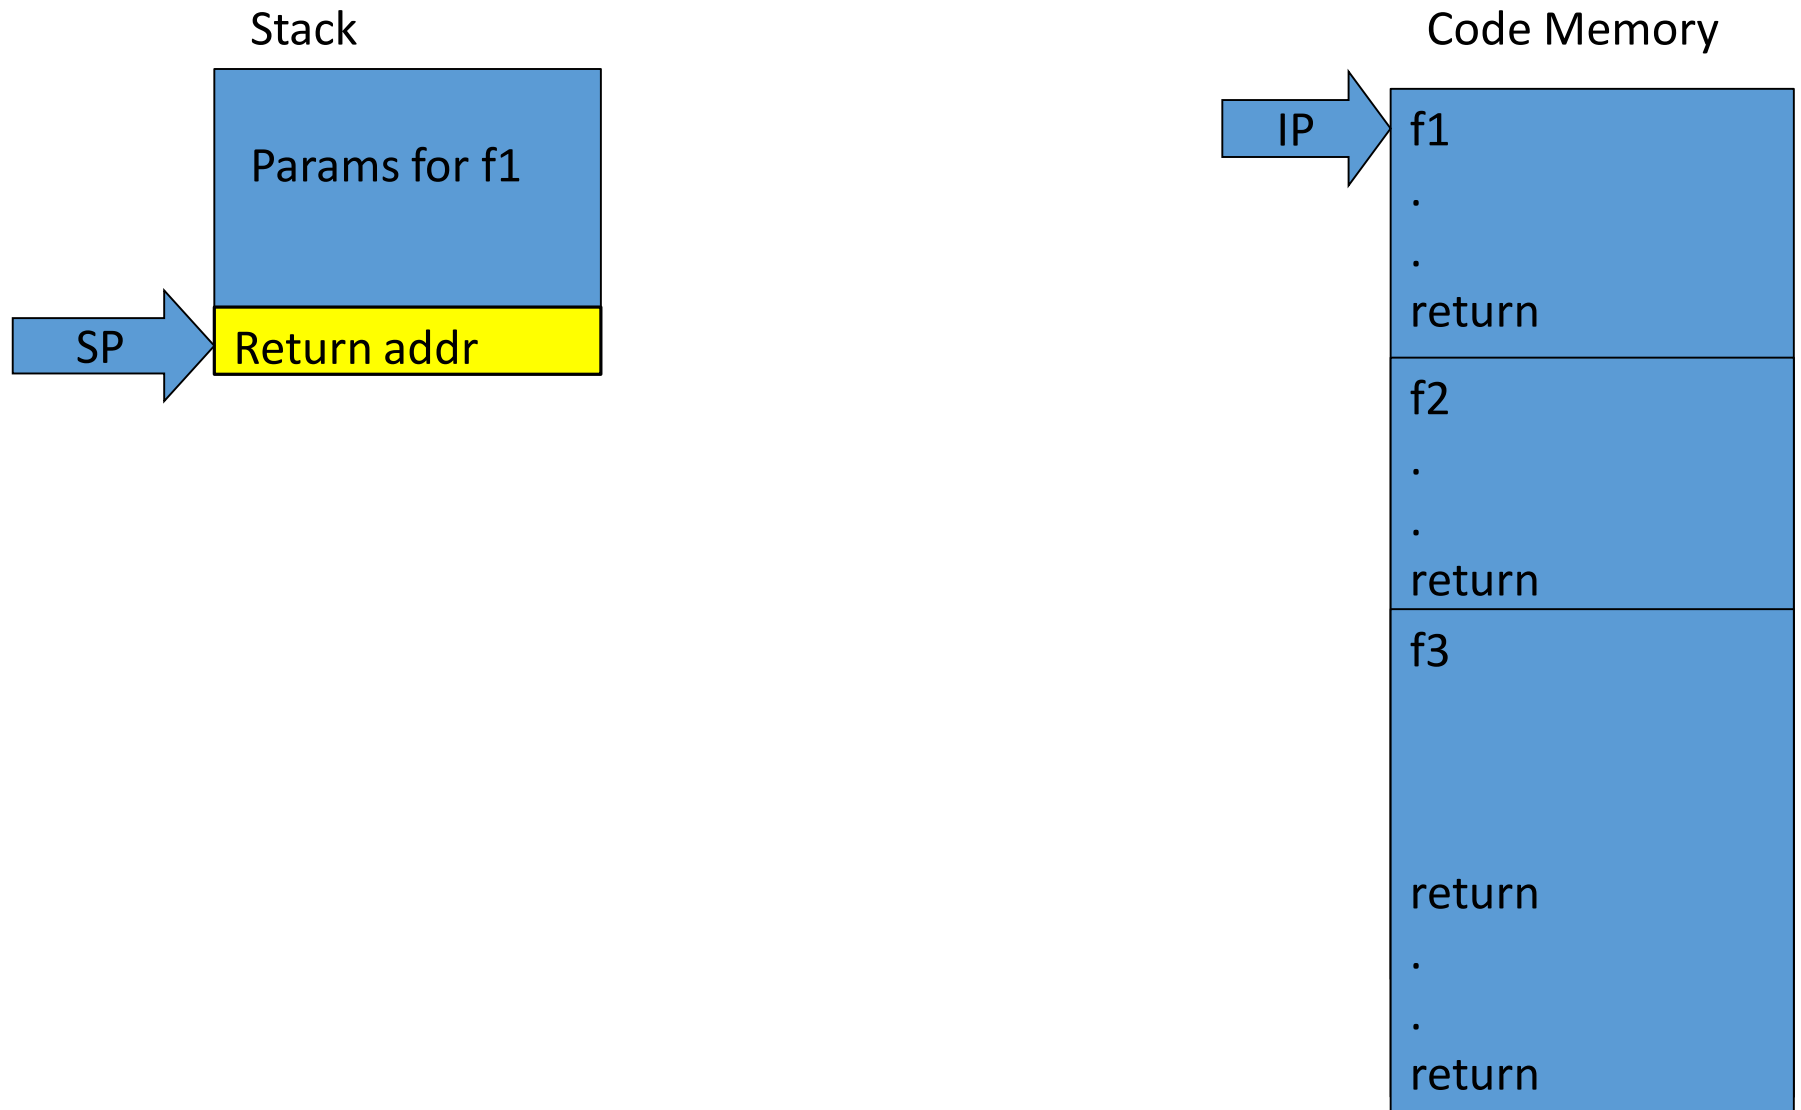 Stack
Params for f1
SP
Return addr
Code Memory
IP
f1
.
.
return
f2
.
.
return
f3
return
.
.
return